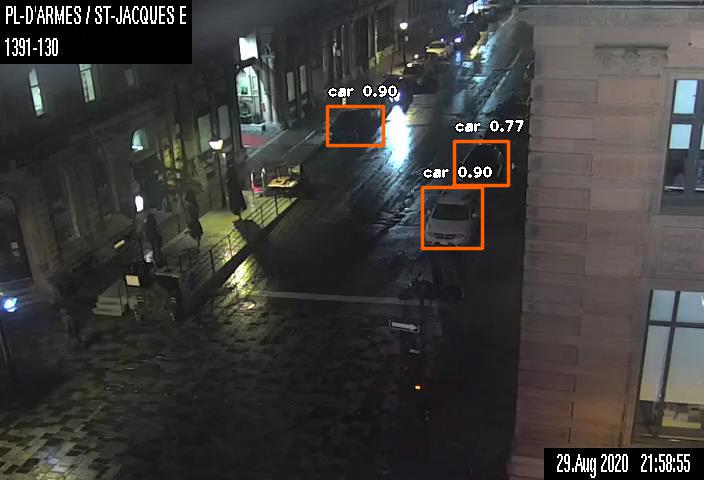 PL-D'ARMES / ST-JACQUES E
1391-130
car 0.90
car 0.77
car 0.90
29.Aug 2020 21:58:55